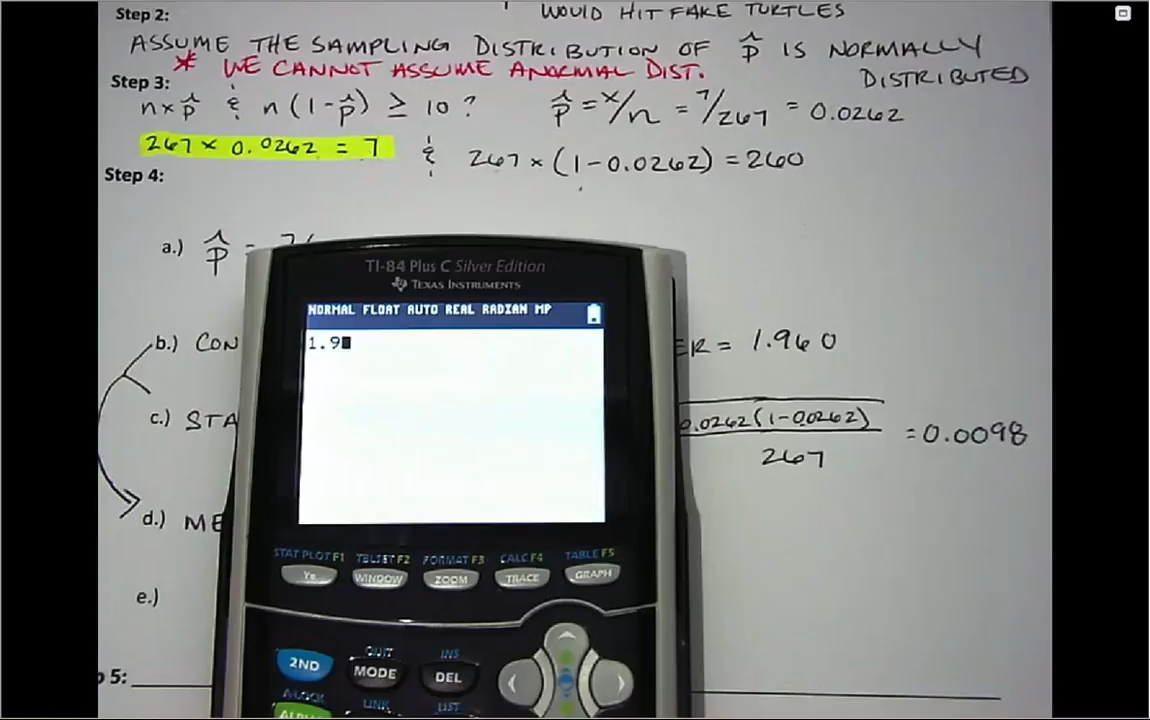 Step 2:
WOULD HIT FAKE TURTLES
ASSUME THE SAMPLING DISTRIBUTION OF p̂ IS NORMALLY DISTRIBUTED
* WE CANNOT ASSUME A NORMAL DIST.
Step 3:
n × p̂ & n(1-p̂) ≥ 10 ? p̂ = x/n = 7/267 = 0.0262
267 × 0.0262 = 7 & 267 × (1-0.0262) = 260
Step 4:
a.) p̂ =
b.) CON ER = 1.960
c.) STA 0.0262(1-0.0262)
267
= 0.0098
d.) ME
e.)
5:
TI-84 Plus C Silver Edition
TEXAS INSTRUMENTS
NORMAL FLOAT AUTO REAL RADIAN MP
1.9
STAT PLOT F1 TBLSET F2 FORMAT F3 CALC F4 TABLE F5
Y= WINDOW ZOOM TRACE GRAPH
QUIT INS
2ND MODE DEL
A-LOCK LINK LIST
ALPHA